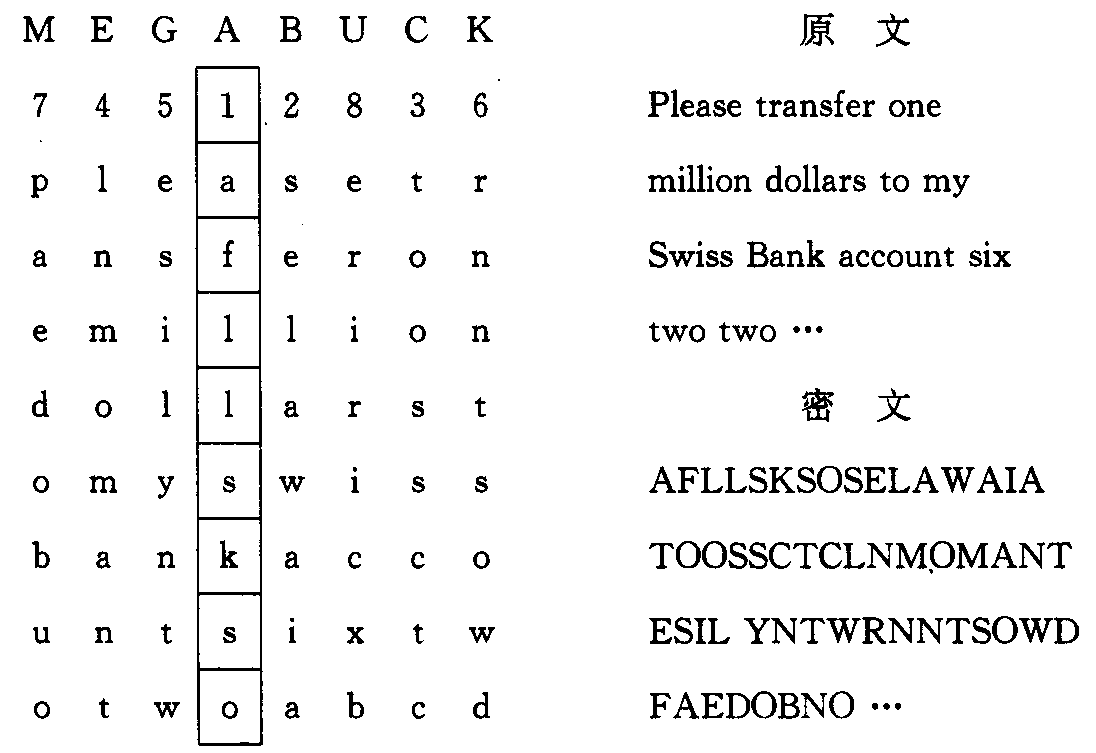 M E G A B U C K 原 文
7 4 5 1 2 8 3 6 Please transfer one
p l e a s e t r million dollars to my
a n s f e r o n Swiss Bank account six
e m i l l i o n two two ···
d o l l a r s t 密 文
o m y s w i s s AFLLSKSOSELAWAIA
b a n k a c c o TOOSSCTCLNMOMANT
u n t s i x t w ESIL YNTWRNNTSOWD
o t w o a b c d FAEDOBNO ···